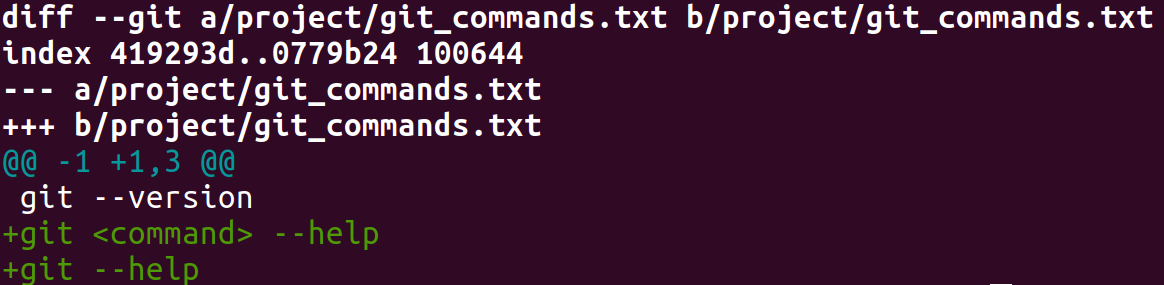 diff --git a/project/git_commands.txt b/project/git_commands.txt
index 419293d..0779b24 100644
--- a/project/git_commands.txt
+++ b/project/git_commands.txt
@@ -1 +1,3 @@
 git --version
+git <command> --help
+git --help